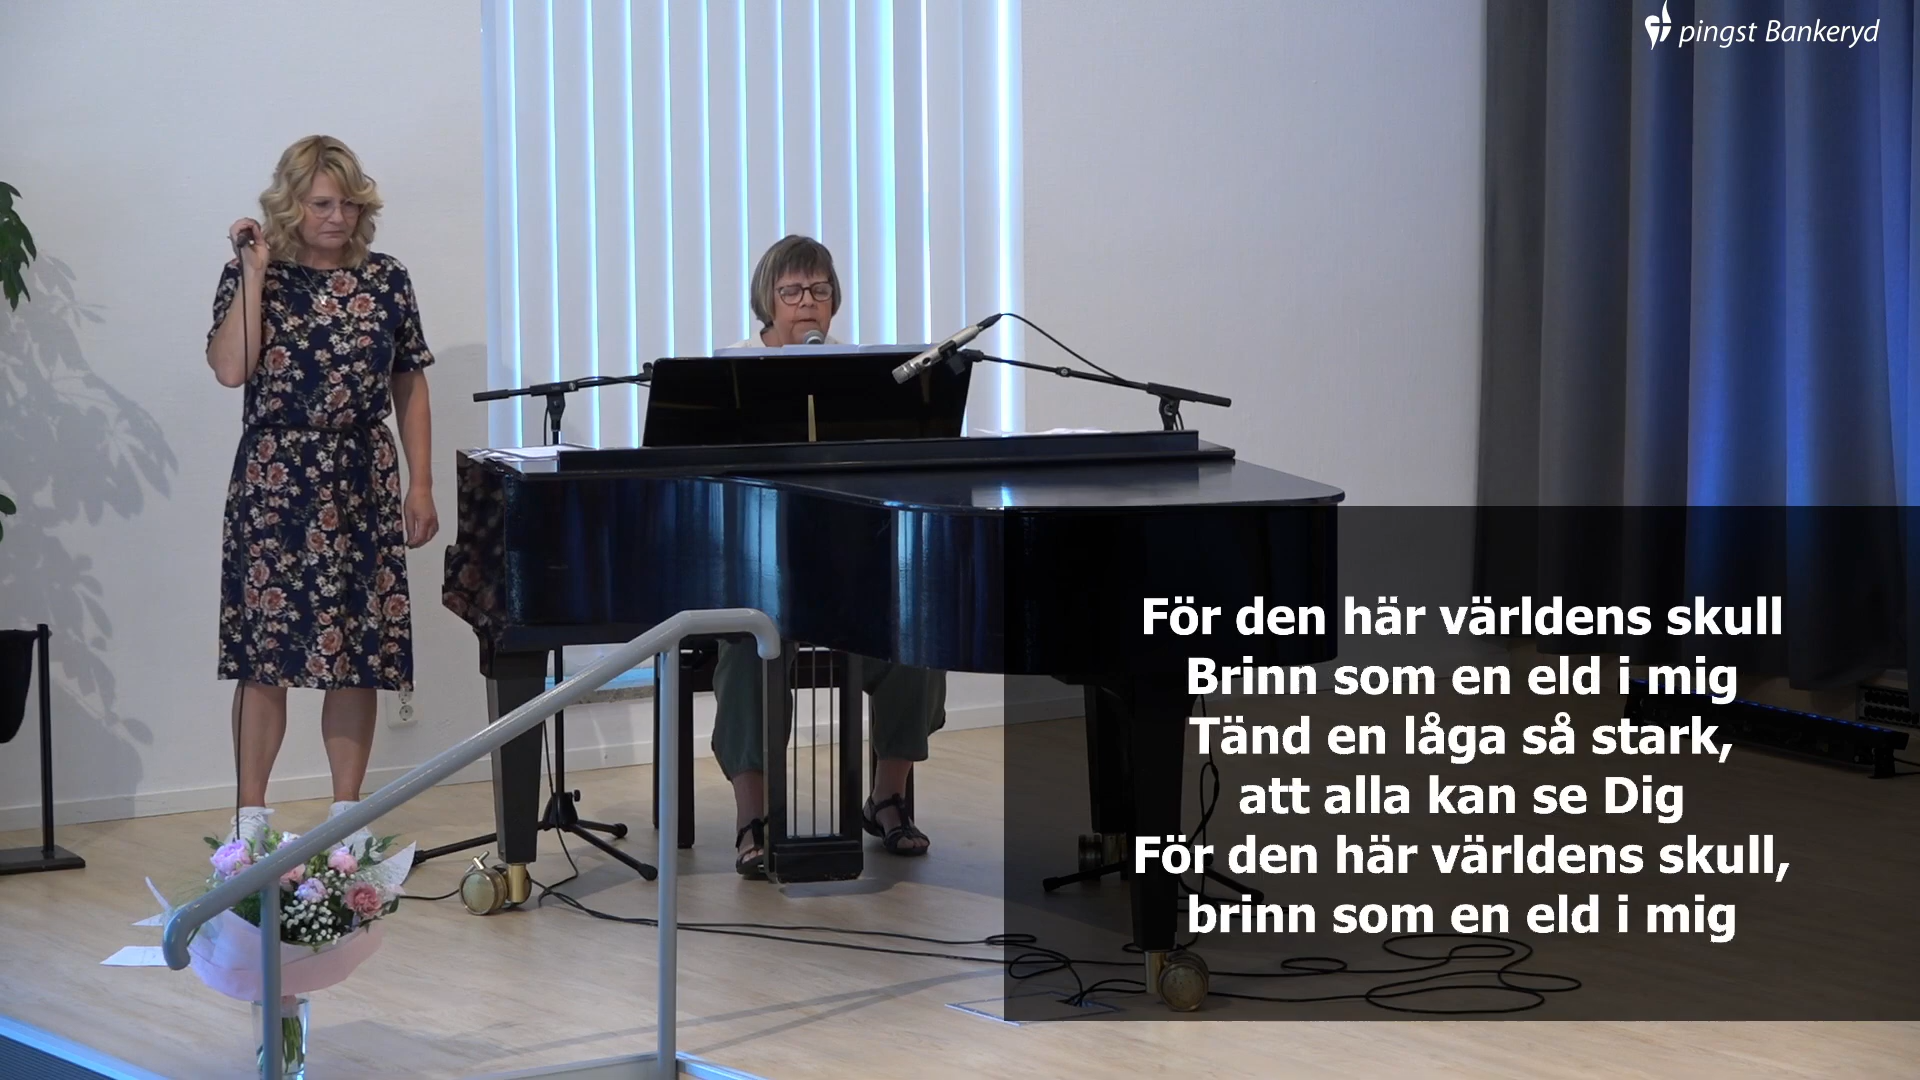 pingst Bankeryd
För den här världens skull
Brinn som en eld i mig
Tänd en låga så stark,
att alla kan se Dig
För den här världens skull,
brinn som en eld i mig